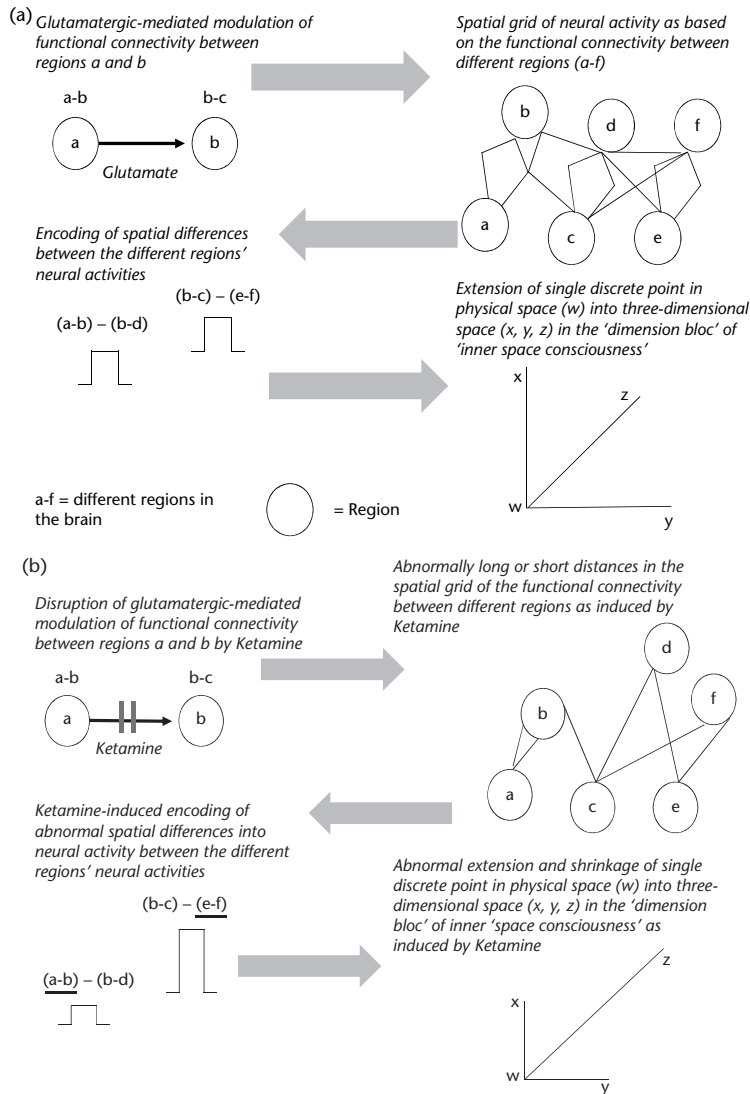 (a)
Glutamatergic-mediated modulation of
functional connectivity between
regions a and b
a-b
b-c
a
b
Glutamate
Spatial grid of neural activity as based
on the functional connectivity between
different regions (a-f)
b
d
f
a
c
e
Encoding of spatial differences
between the different regions’
neural activities
(b-c) – (e-f)
(a-b) – (b-d)
Extension of single discrete point in
physical space (w) into three-dimensional
space (x, y, z) in the ‘dimension bloc’ of
‘inner space consciousness’
x
z
w
y
a-f = different regions in
the brain
= Region
(b)
Disruption of glutamatergic-mediated
modulation of functional connectivity
between regions a and b by Ketamine
a-b
b-c
a
b
Ketamine
Abnormally long or short distances in the
spatial grid of the functional connectivity
between different regions as induced by
Ketamine
d
f
b
a
c
e
Ketamine-induced encoding of
abnormal spatial differences into
neural activity between the different
regions’ neural activities
(b-c) – (e-f)
(a-b) – (b-d)
Abnormal extension and shrinkage of single
discrete point in physical space (w) into three-
dimensional space (x, y, z) in the ‘dimension
bloc’ of inner ‘space consciousness’ as
induced by Ketamine
z
x
w
y